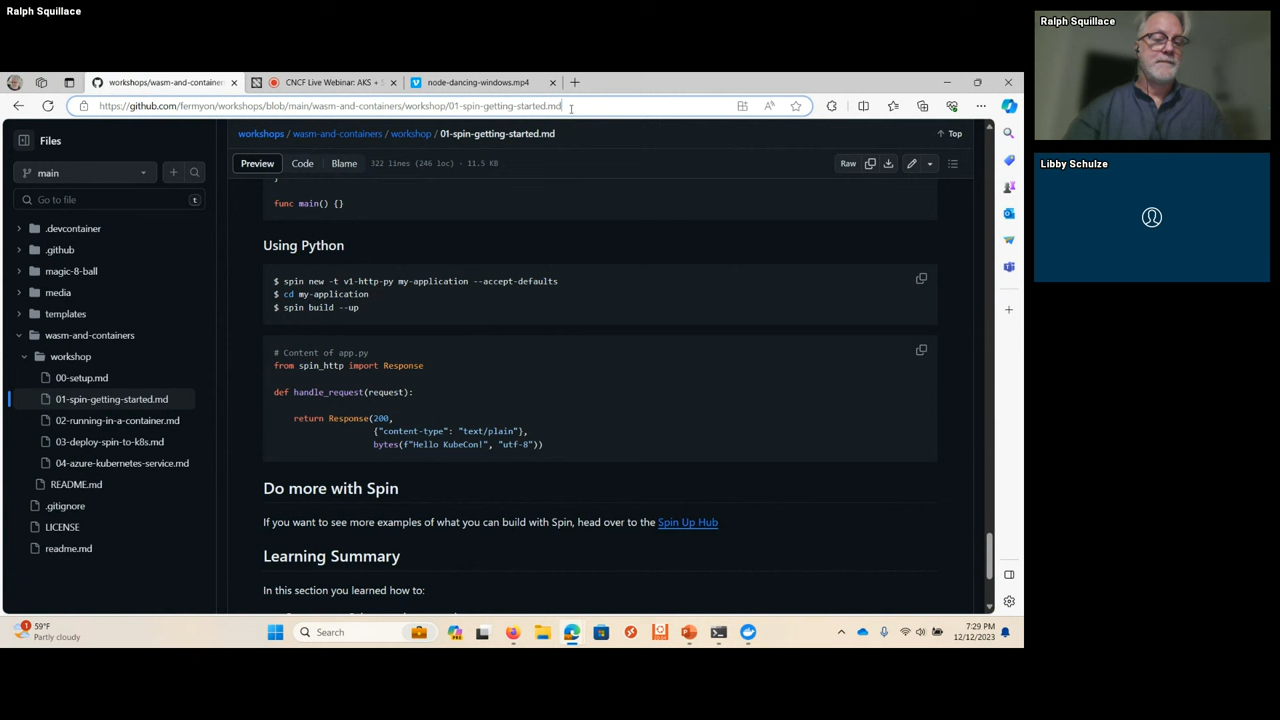 Ralph Squillace
workshops/wasm-and-container
CNCF Live Webinar: AKS + S
node-dancing-windows.mp4
https://github.com/fermyon/workshops/blob/main/wasm-and-containers/workshop/01-spin-getting-started.md
Files
workshops / wasm-and-containers / workshop / 01-spin-getting-started.md
Top
main
Preview
Code
Blame
322 lines (246 loc) · 11.5 KB
Raw
Go to file
t
.devcontainer
.github
magic-8-ball
media
templates
wasm-and-containers
workshop
00-setup.md
01-spin-getting-started.md
02-running-in-a-container.md
03-deploy-spin-to-k8s.md
04-azure-kubernetes-service.md
README.md
.gitignore
LICENSE
readme.md
}
func main() {}
Using Python
$ spin new -t v1-http-py my-application --accept-defaults
$ cd my-application
$ spin build --up
# Content of app.py
from spin_http import Response
def handle_request(request):
return Response(200,
{"content-type": "text/plain"},
bytes(f"Hello KubeCon!", "utf-8"))
Do more with Spin
If you want to see more examples of what you can build with Spin, head over to the Spin Up Hub
Learning Summary
In this section you learned how to:
1
59°F
Partly cloudy
Search
7:29 PM
12/12/2023
Ralph Squillace
Libby Schulze